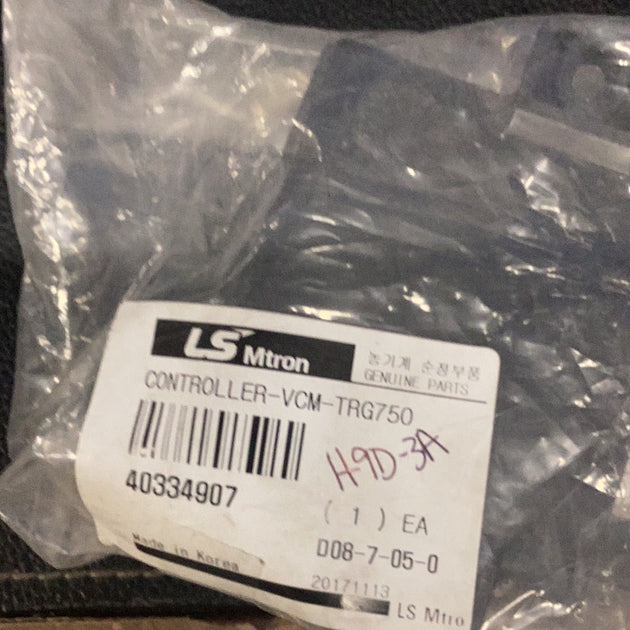 LS Mtron
농기계 순정부품
GENUINE PARTS
CONTROLLER-VCM-TRG750
H-9D-3A
40334907
( 1 ) EA
D08-7-05-0
Made in Korea
20171113
LS Mtro